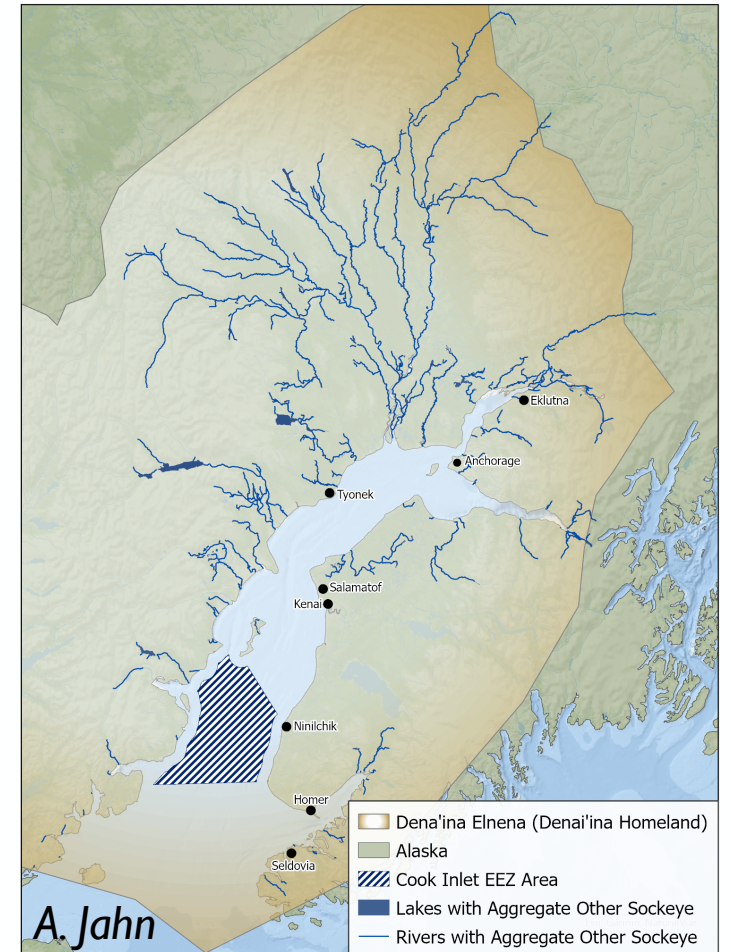 Eklutna
Anchorage
Tyonek
Salamatof
Kenai
Ninilchik
Homer
Seldovia
Dena'ina Elnena (Denai'ina Homeland)
Alaska
Cook Inlet EEZ Area
Lakes with Aggregate Other Sockeye
Rivers with Aggregate Other Sockeye
A. Jahn